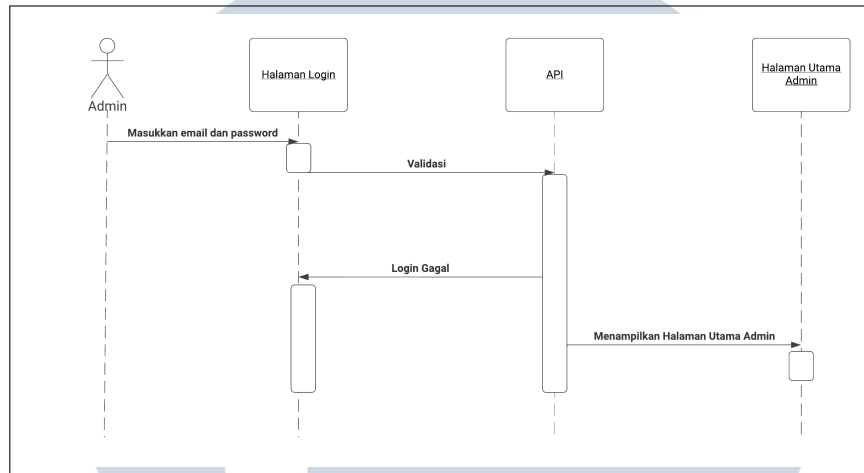 Halaman Login
API
Halaman Utama
Admin
Admin
Masukkan email dan password
Validasi
Login Gagal
Menampilkan Halaman Utama Admin